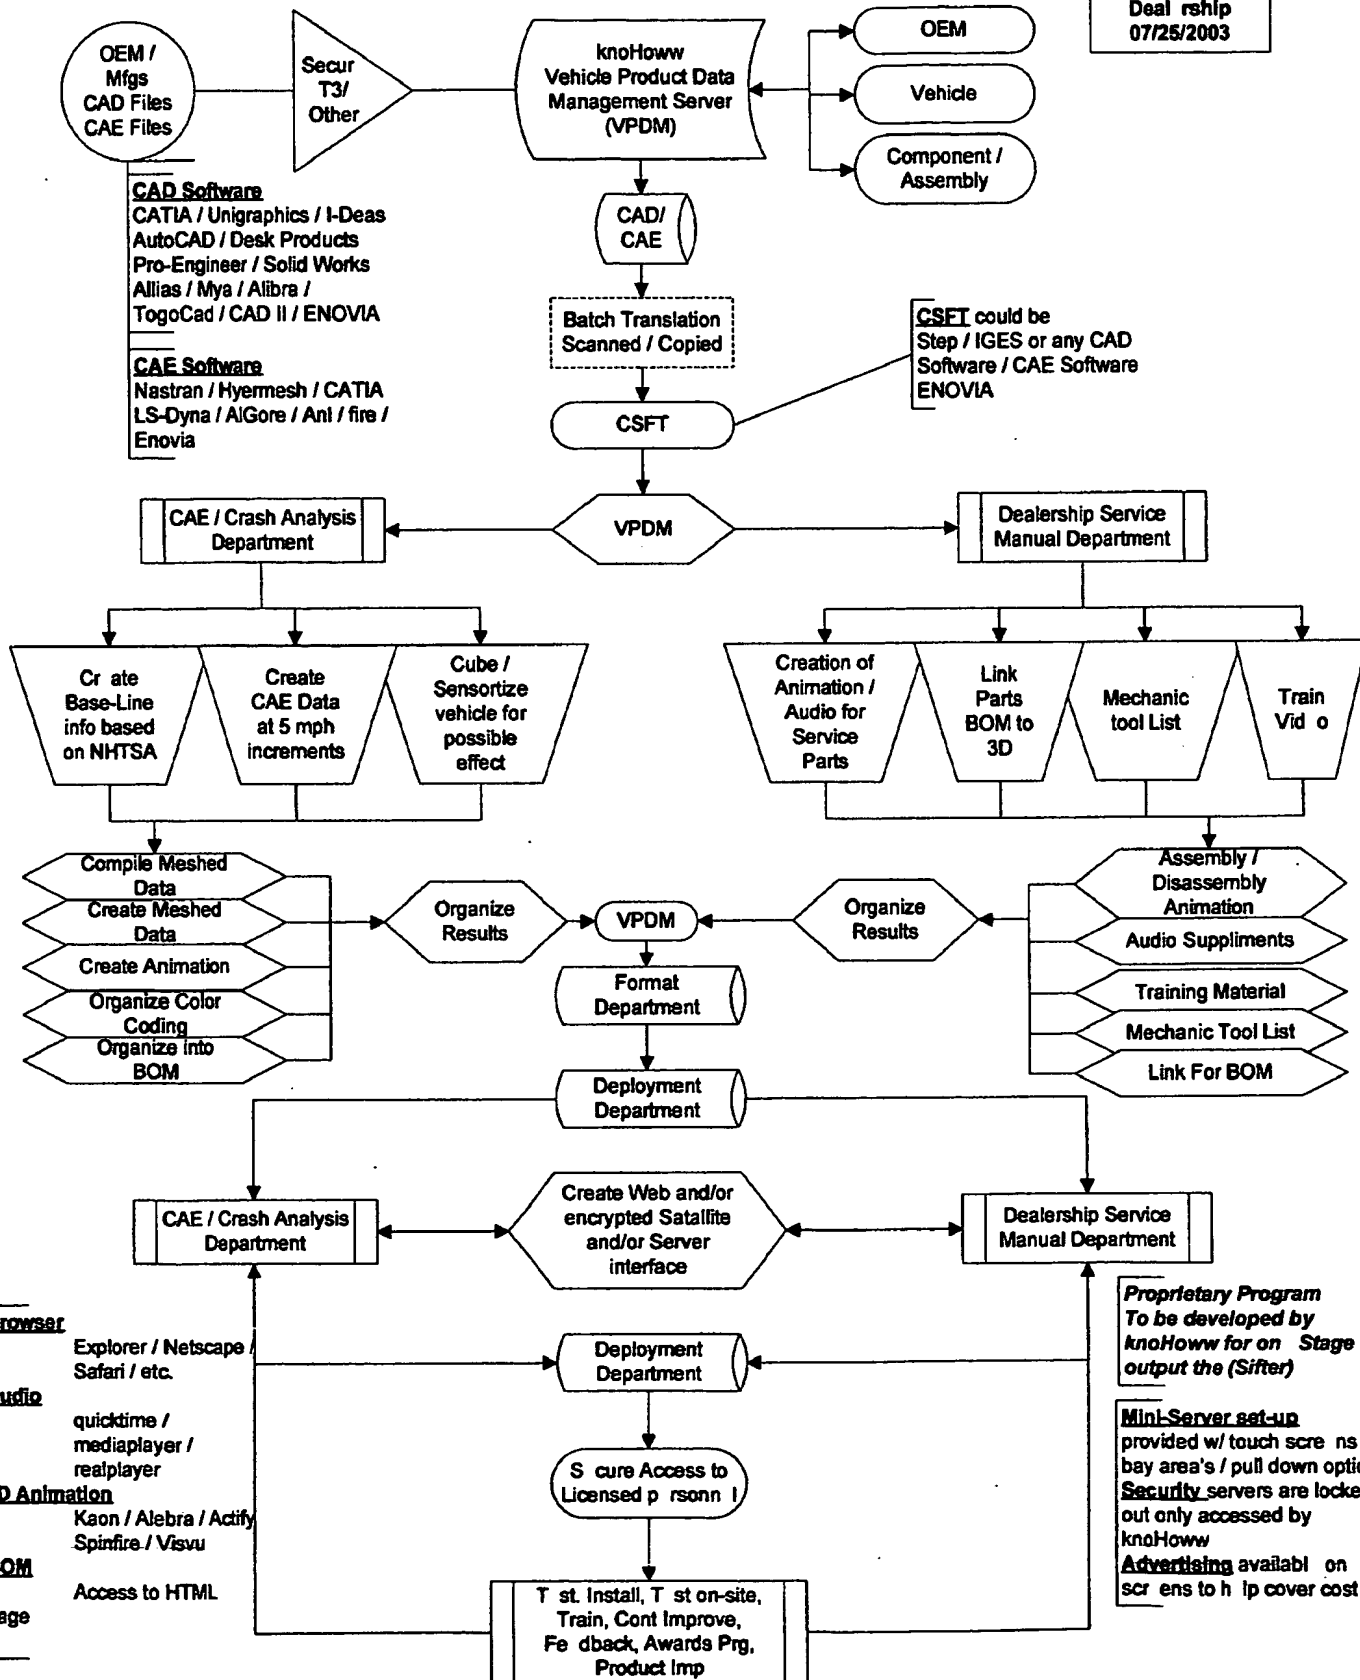 Deal rship
07/25/2003
OEM /
Mfgs
CAD Files
CAE Files
Secur
T3/
Other
knoHoww
Vehicle Product Data
Management Server
(VPDM)
OEM
Vehicle
Component /
Assembly
CAD Software
CATIA / Unigraphics / I-Deas
AutoCAD / Desk Products
Pro-Engineer / Solid Works
Allias / Mya / Alibra /
TogoCad / CAD II / ENOVIA
CAE Software
Nastran / Hyermesh / CATIA
LS-Dyna / AlGore / Anl / fire /
Enovia
CAD/
CAE
Batch Translation
Scanned / Copied
CSFT
CSFT could be
Step / IGES or any CAD
Software / CAE Software
ENOVIA
VPDM
CAE / Crash Analysis
Department
Dealership Service
Manual Department
Cr ate
Base-Line
info based
on NHTSA
Create
CAE Data
at 5 mph
increments
Cube /
Sensortize
vehicle for
possible
effect
Creation of
Animation /
Audio for
Service
Parts
Link
Parts
BOM to
3D
Mechanic
tool List
Train
Vid o
Compile Meshed
Data
Create Meshed
Data
Create Animation
Organize Color
Coding
Organize into
BOM
Organize
Results
VPDM
Organize
Results
Assembly /
Disassembly
Animation
Audio Suppliments
Training Material
Mechanic Tool List
Link For BOM
Format
Department
Deployment
Department
CAE / Crash Analysis
Department
Create Web and/or
encrypted Satallite
and/or Server
interface
Dealership Service
Manual Department
rowser
Explorer / Netscape /
Safari / etc.
udio
quicktime /
mediaplayer /
realplayer
D Animation
Kaon / Alebra / Actify
Spinfire / Visvu
OM
Access to HTML
age
Deployment
Department
S cure Access to
Licensed p rsonn l
T st. Install, T st on-site,
Train, Cont Improve,
Fe dback, Awards Prg,
Product Imp
Proprietary Program
To be developed by
knoHoww for on Stage
output the (Sifter)
Mini-Server set-up
provided w/ touch scre ns
bay area's / pull down optio
Security servers are locke
out only accessed by
knoHoww
Advertising availabl on
scr ens to h lp cover cost